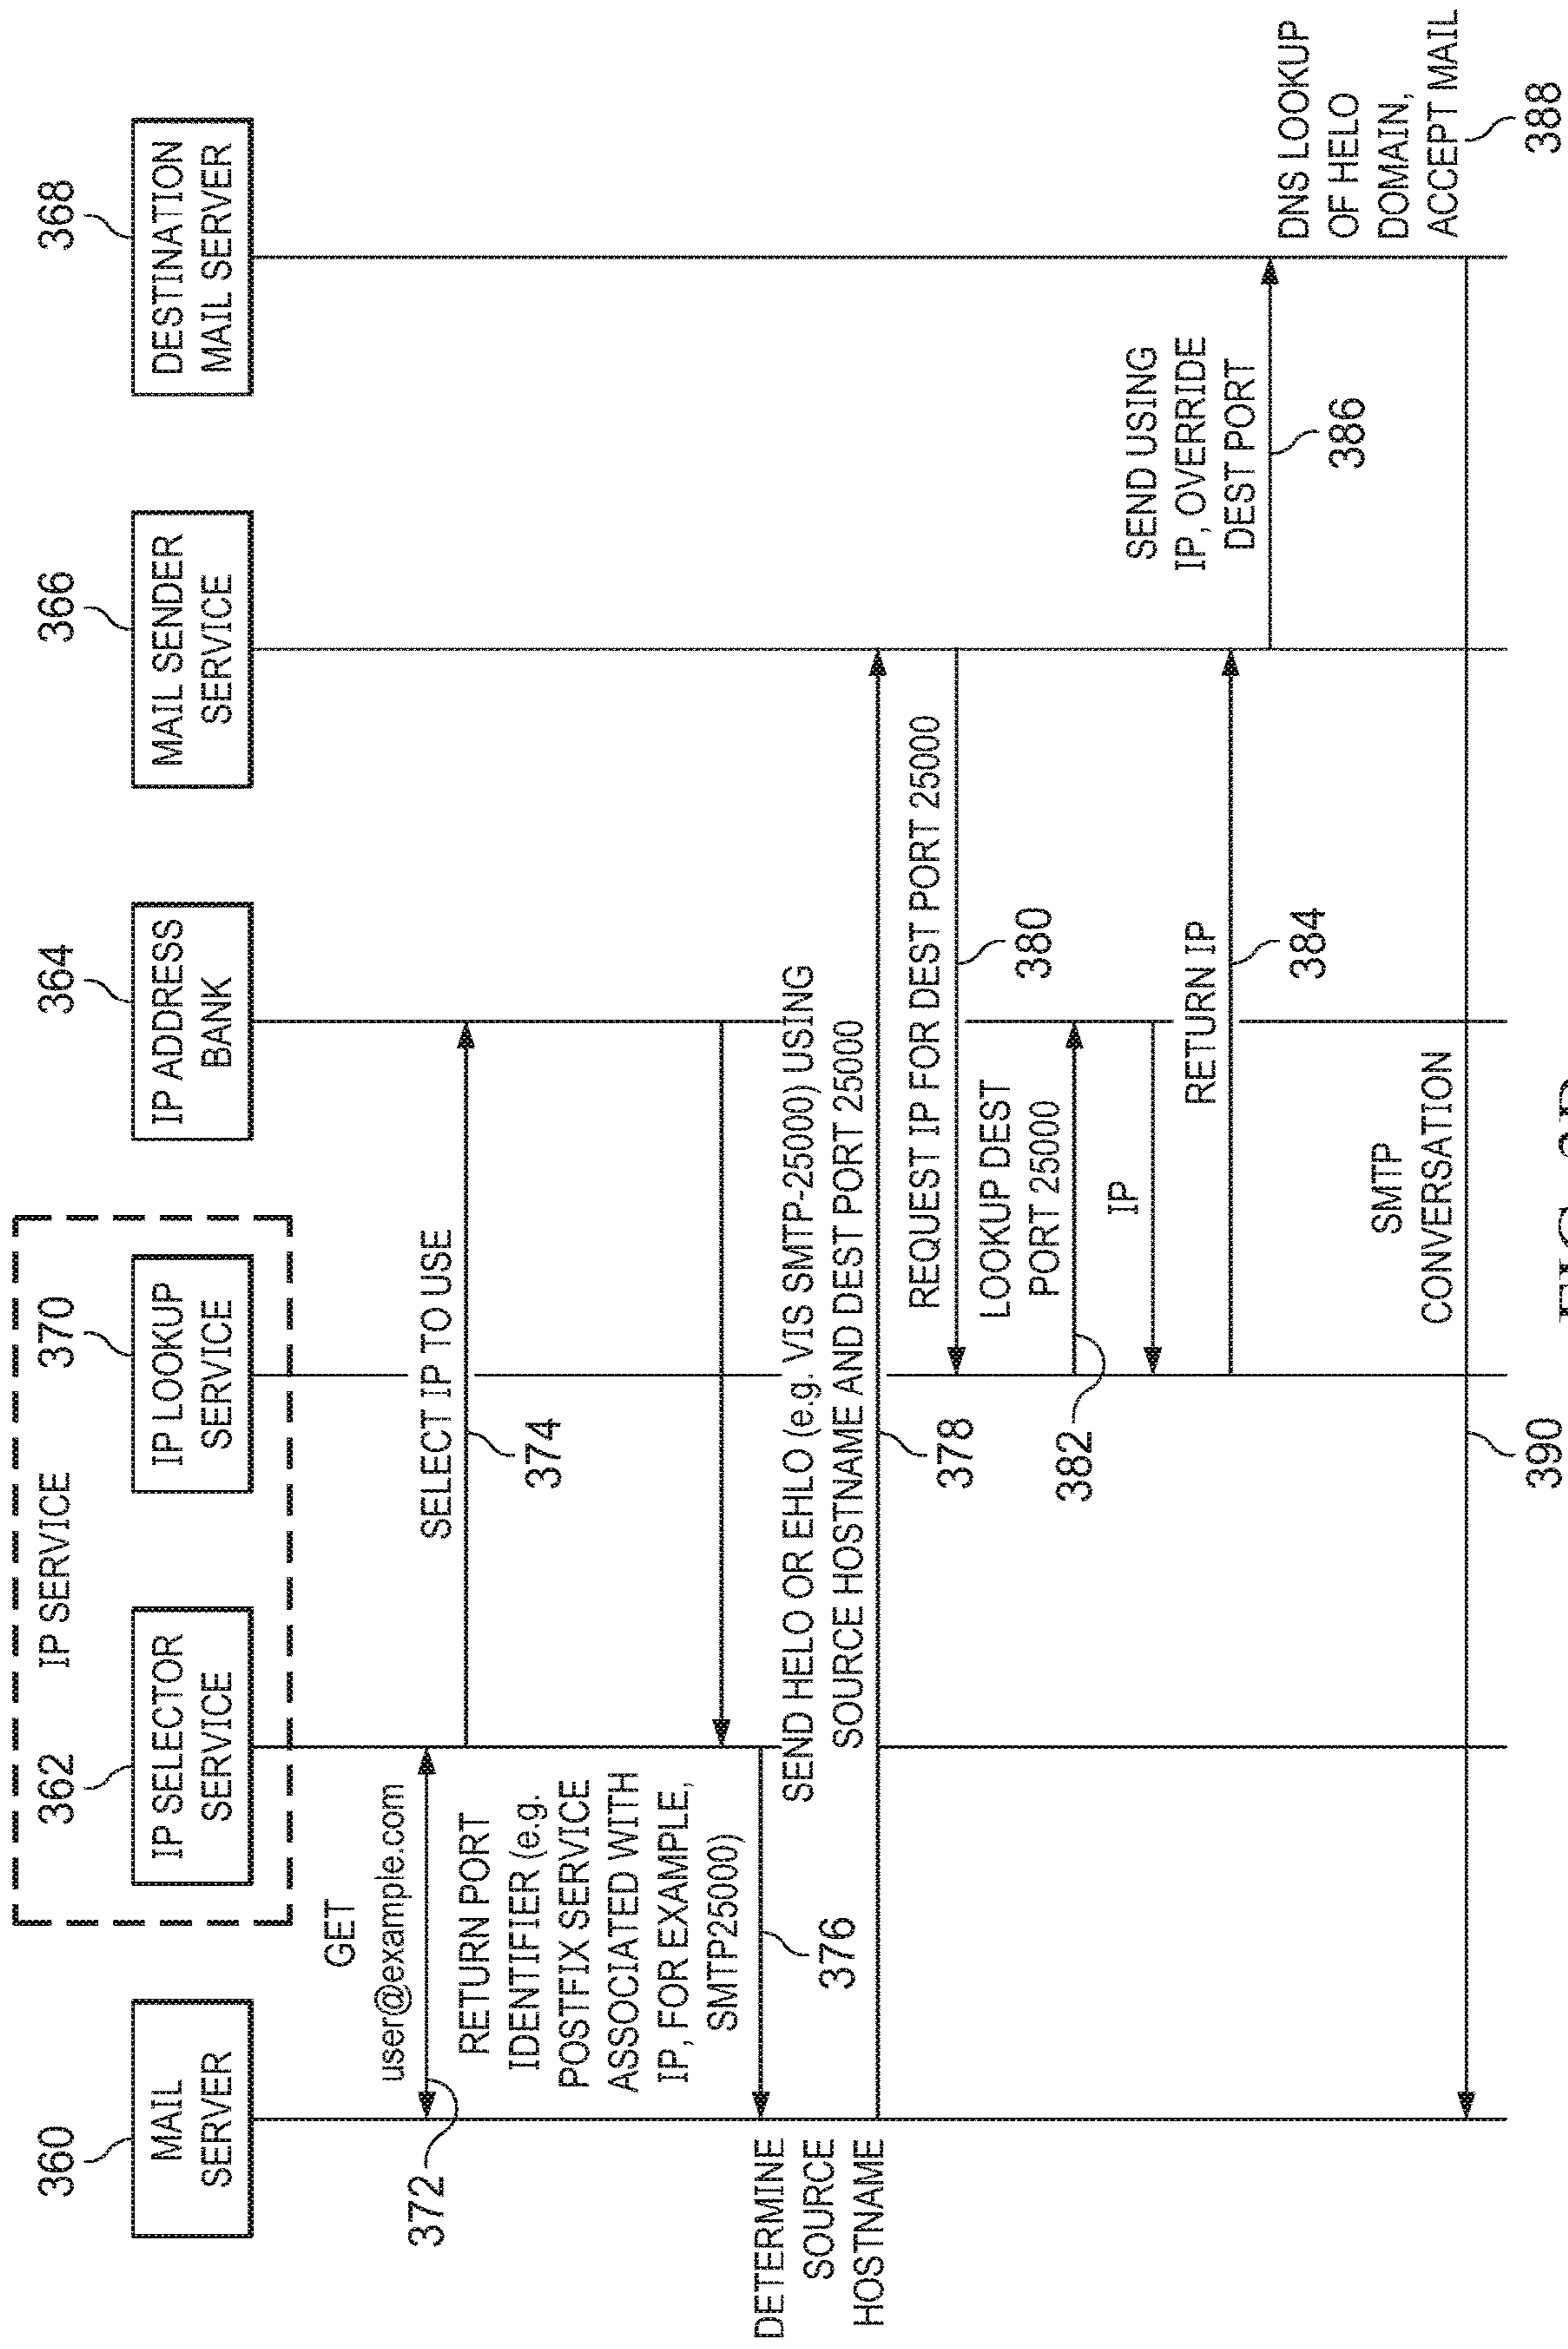 360
MAIL
SERVER
362
IP SERVICE
370
IP SELECTOR
SERVICE
IP LOOKUP
SERVICE
364
IP ADDRESS
BANK
366
MAIL SENDER
SERVICE
368
DESTINATION
MAIL SERVER
GET
user@example.com
372
SELECT IP TO USE
374
RETURN PORT
IDENTIFIER (e.g.
POSTFIX SERVICE
ASSOCIATED WITH
IP, FOR EXAMPLE,
SMTP25000)
376
DETERMINE
SOURCE
HOSTNAME
SEND HELO OR EHLO (e.g. VIS SMTP-25000) USING
SOURCE HOSTNAME AND DEST PORT 25000
378
REQUEST IP FOR DEST PORT 25000
380
LOOKUP DEST
PORT 25000
382
IP
RETURN IP
384
SEND USING
IP, OVERRIDE
DEST PORT
386
DNS LOOKUP
OF HELO
DOMAIN,
ACCEPT MAIL
388
SMTP
CONVERSATION
390